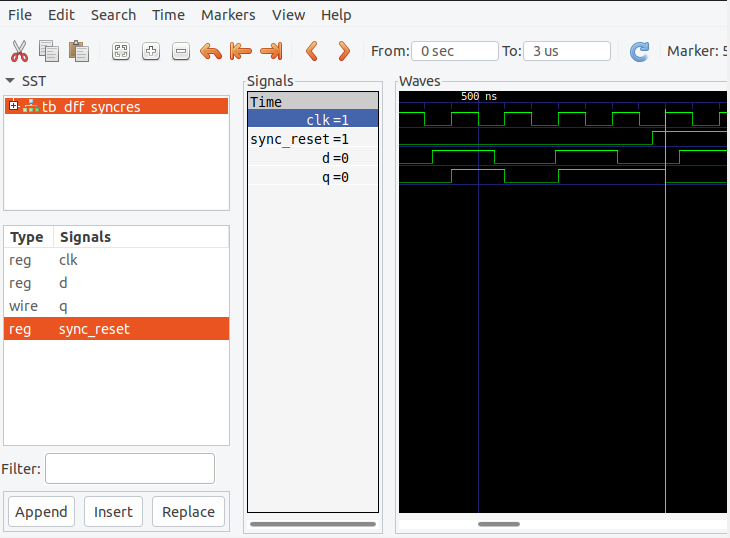 File Edit Search Time Markers View Help
From: 0 sec To: 3 us Marker: 5
SST
tb_dff_syncres
Type Signals
reg clk
reg d
wire q
reg sync_reset
Filter:
Append Insert Replace
Signals
Time
clk=1
sync_reset=1
d=0
q=0
Waves
500 ns